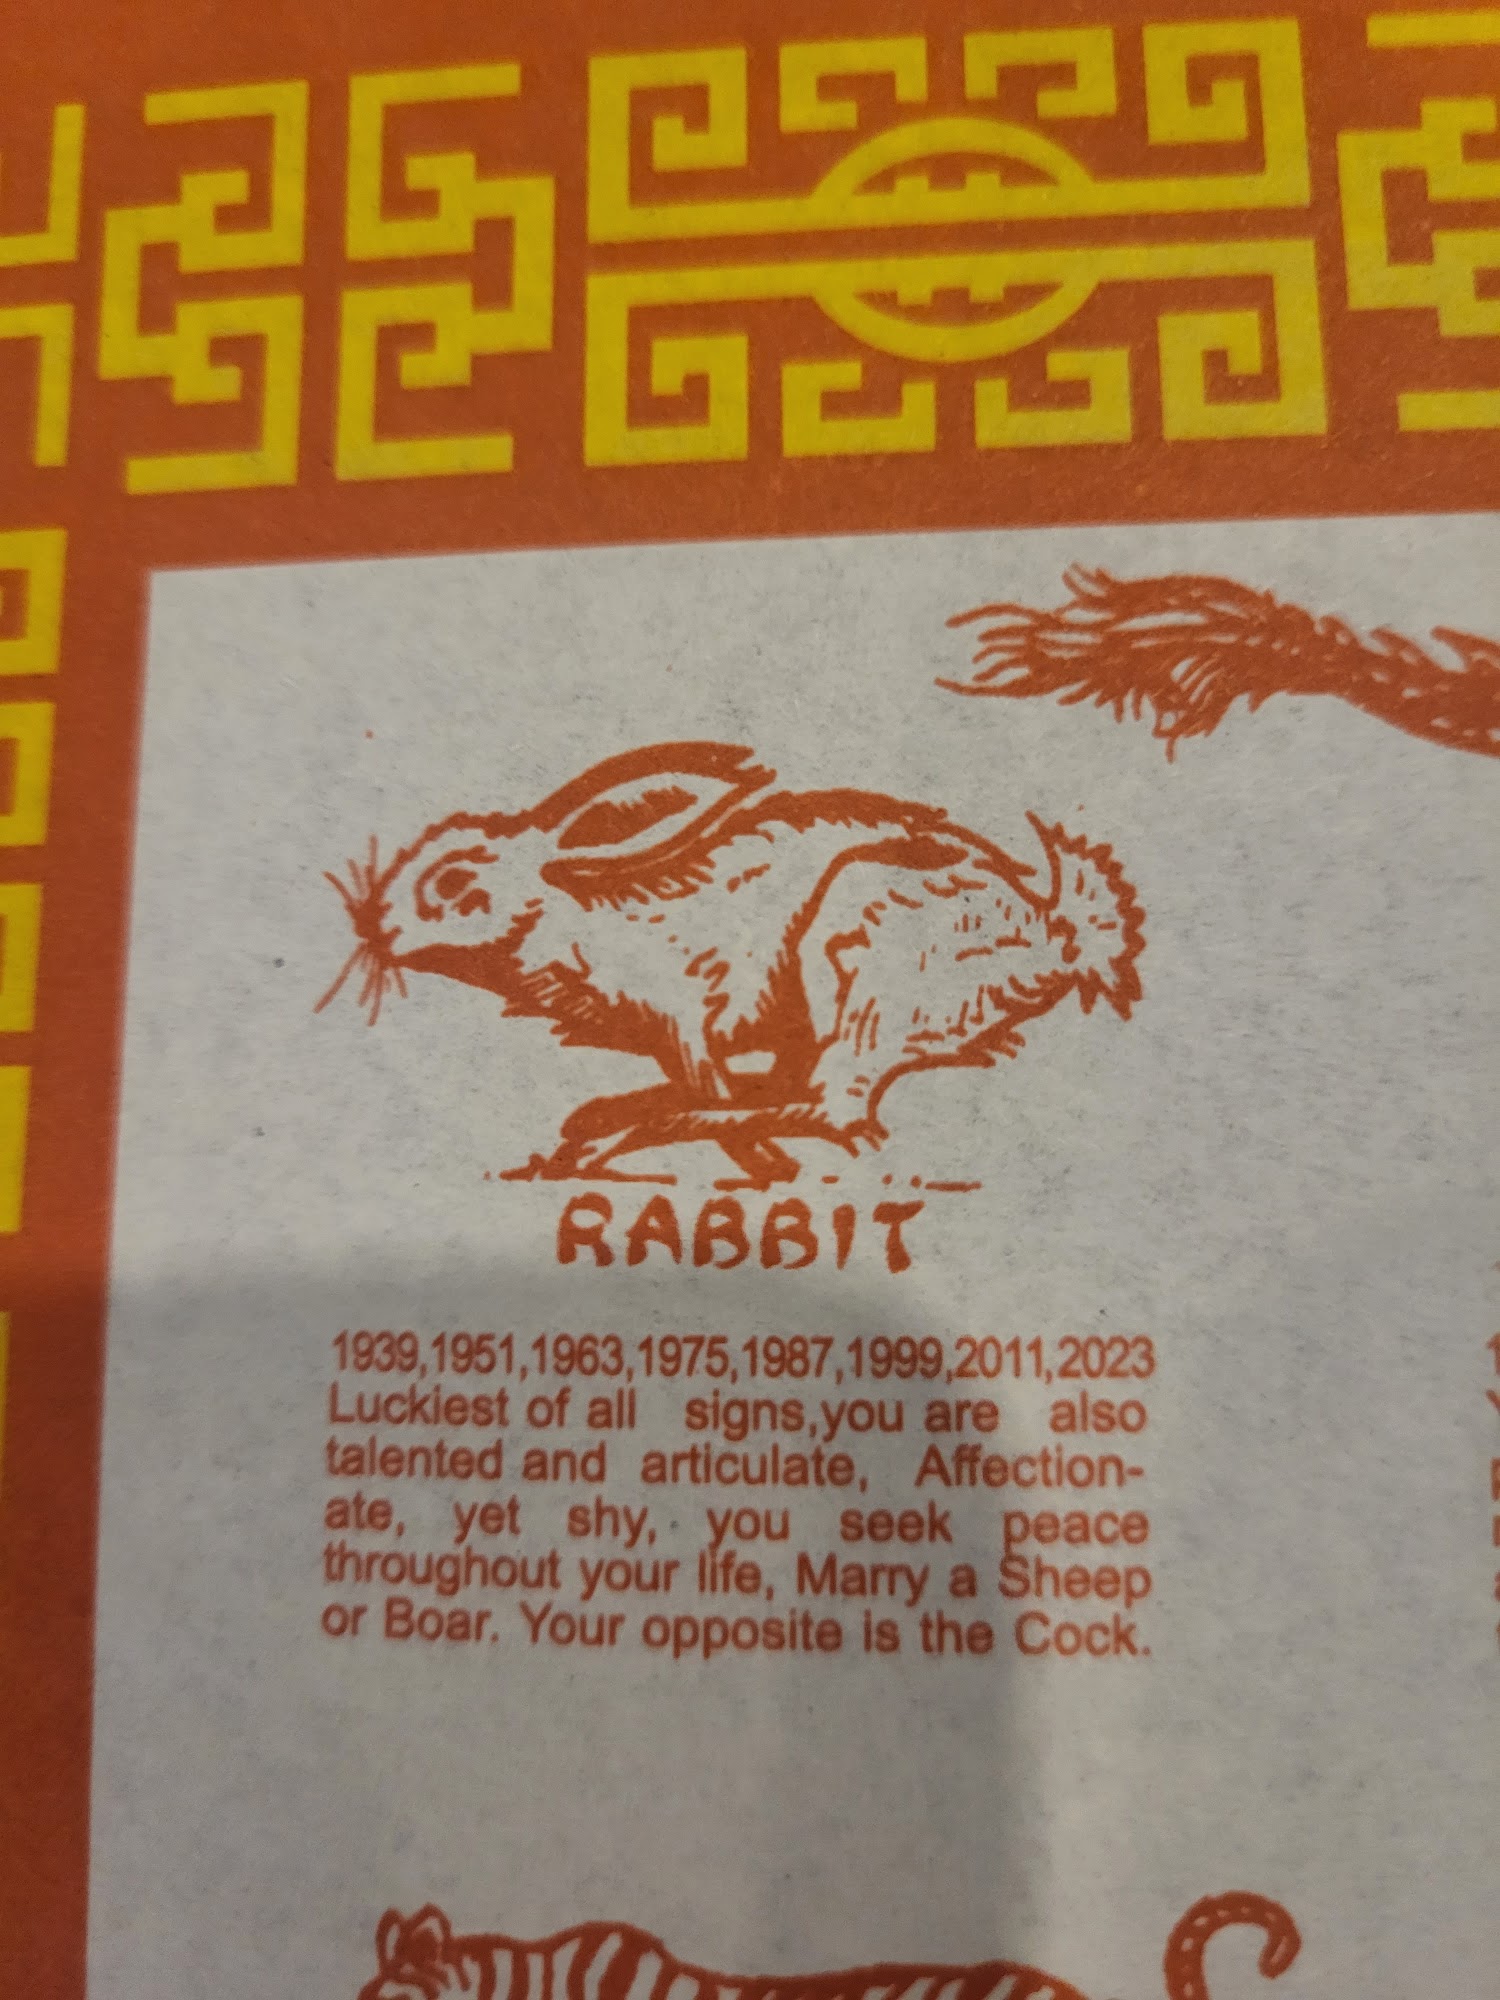 RABBIT
1939,1951,1963,1975,1987,1999,2011,2023
Luckiest of all signs,you are also
talented and articulate, Affection-
ate, yet shy, you seek peace
throughout your life, Marry a Sheep
or Boar. Your opposite is the Cock.